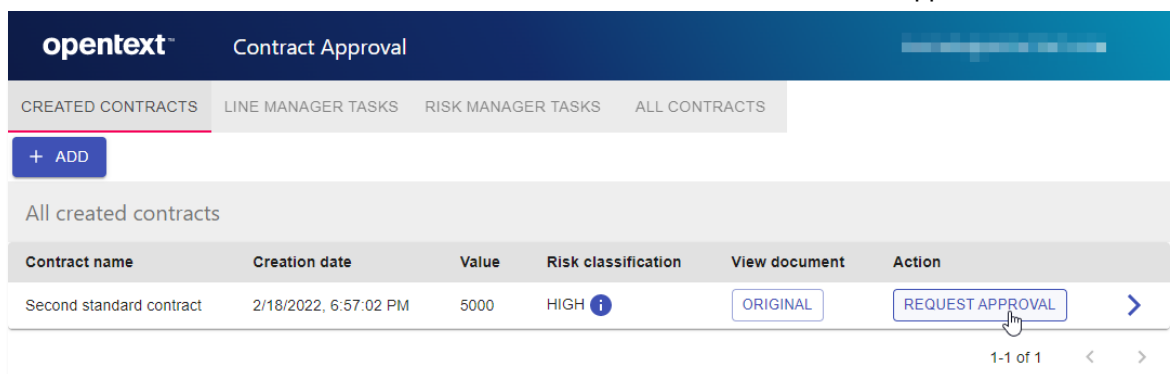 opentext™ Contract Approval
CREATED CONTRACTS LINE MANAGER TASKS RISK MANAGER TASKS ALL CONTRACTS
+ ADD
All created contracts
Contract name Creation date Value Risk classification View document Action
Second standard contract 2/18/2022, 6:57:02 PM 5000 HIGH i ORIGINAL REQUEST APPROVAL
1-1 of 1